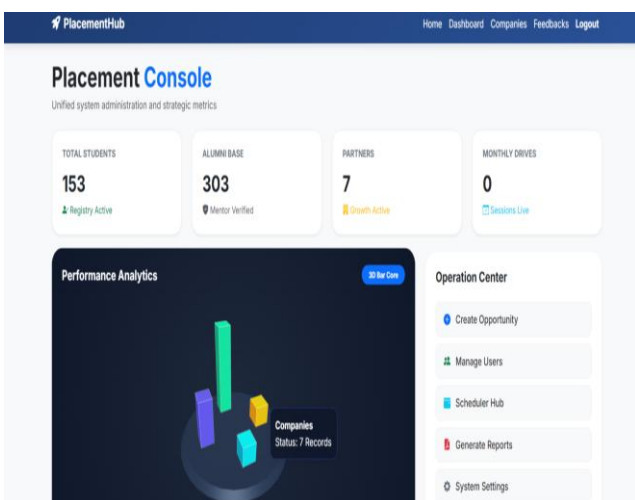 PlacementHub
Home Dashboard Companies Feedbacks Logout
Placement Console
Unified system administration and strategic metrics
TOTAL STUDENTS
153
Registry Active
ALUMNI BASE
303
Mentor Verified
PARTNERS
7
Growth Active
MONTHLY DRIVES
0
Sessions Live
Performance Analytics
3D Bar Core
Companies
Status: 7 Records
Operation Center
Create Opportunity
Manage Users
Scheduler Hub
Generate Reports
System Settings